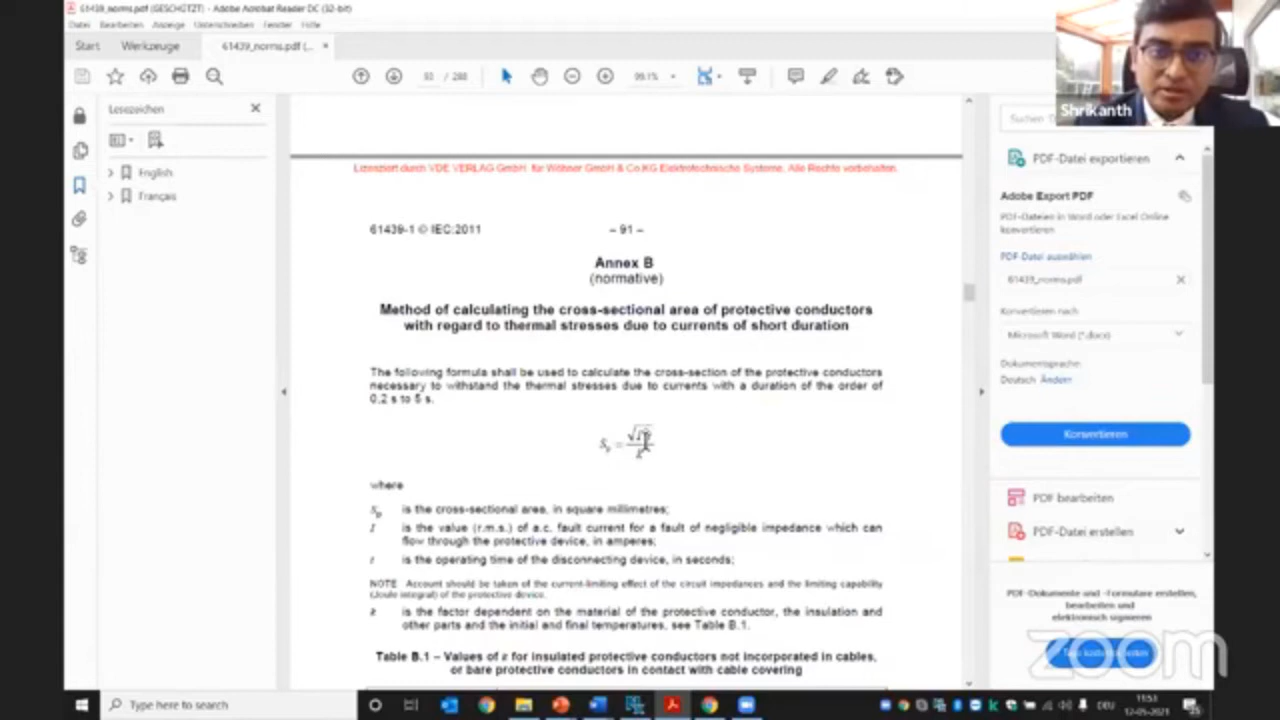 61439_norms.pdf (GESCHÜTZT) - Adobe Acrobat Reader DC (32-bit)
Datei Bearbeiten Anzeige Unterschreiben Fenster Hilfe
Start Werkzeuge 61439_norms.pdf (... ×
/ 288 99.1%
Shrikanth
Lesezeichen
English
Français
Lizenziert durch VDE VERLAG GmbH. für Wöhner GmbH & Co.KG Elektrotechnische Systeme. Alle Rechte vorbehalten.
61439-1 © IEC:2011 – 91 –
Annex B
(normative)
Method of calculating the cross-sectional area of protective conductors
with regard to thermal stresses due to currents of short duration
The following formula shall be used to calculate the cross-section of the protective conductors
necessary to withstand the thermal stresses due to currents with a duration of the order of
0,2 s to 5 s.
Sp =
where
Sp is the cross-sectional area, in square millimetres;
I is the value (r.m.s.) of a.c. fault current for a fault of negligible impedance which can
flow through the protective device, in amperes;
t is the operating time of the disconnecting device, in seconds;
NOTE Account should be taken of the current-limiting effect of the circuit impedances and the limiting capability
(Joule integral) of the protective device.
k is the factor dependent on the material of the protective conductor, the insulation and
other parts and the initial and final temperatures, see Table B.1.
Table B.1 – Values of k for insulated protective conductors not incorporated in cables,
or bare protective conductors in contact with cable covering
Suchen
PDF-Datei exportieren
Adobe Export PDF
PDF-Dateien in Word oder Excel Online
konvertieren
PDF-Datei auswählen
61439_norms.pdf
Konvertieren nach
Microsoft Word (*.docx)
Dokumentsprache:
Deutsch Ändern
Konvertieren
PDF bearbeiten
PDF-Datei erstellen
PDF-Dokumente und -Formulare erstellen,
bearbeiten und
elektronisch signieren
zoom
Type here to search
DEU
11:53
12-05-2021